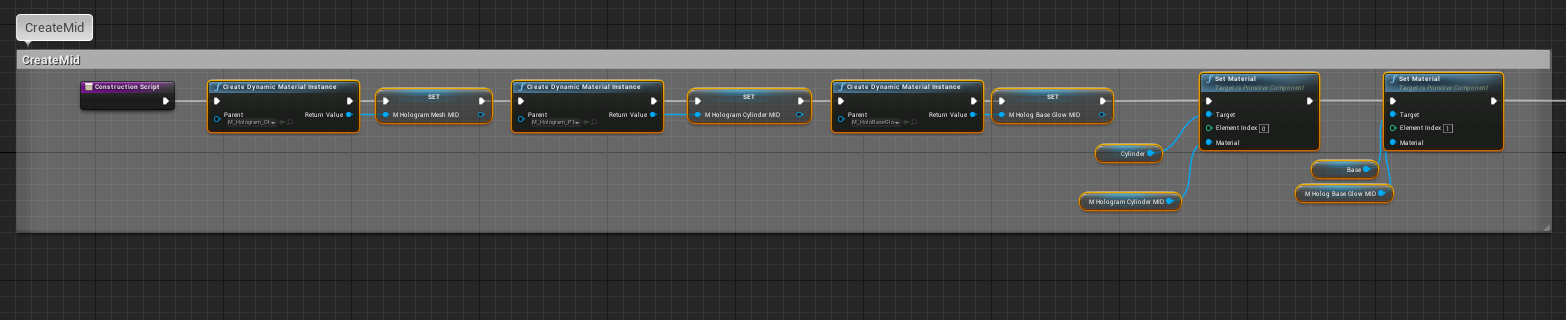 CreateMid
CreateMid
Construction Script
Create Dynamic Material Instance
Parent
Return Value
SET
M Hologram Mesh MID
Create Dynamic Material Instance
Parent
Return Value
SET
M Hologram Cylinder MID
Create Dynamic Material Instance
Parent
M_HoloBaseGlo
Return Value
SET
M Holog Base Glow MID
Set Material
Target is Primitive Component
Target
Element Index 0
Material
Cylinder
M Hologram Cylinder MID
Set Material
Target is Primitive Component
Target
Element Index 1
Material
Base
M Holog Base Glow MID